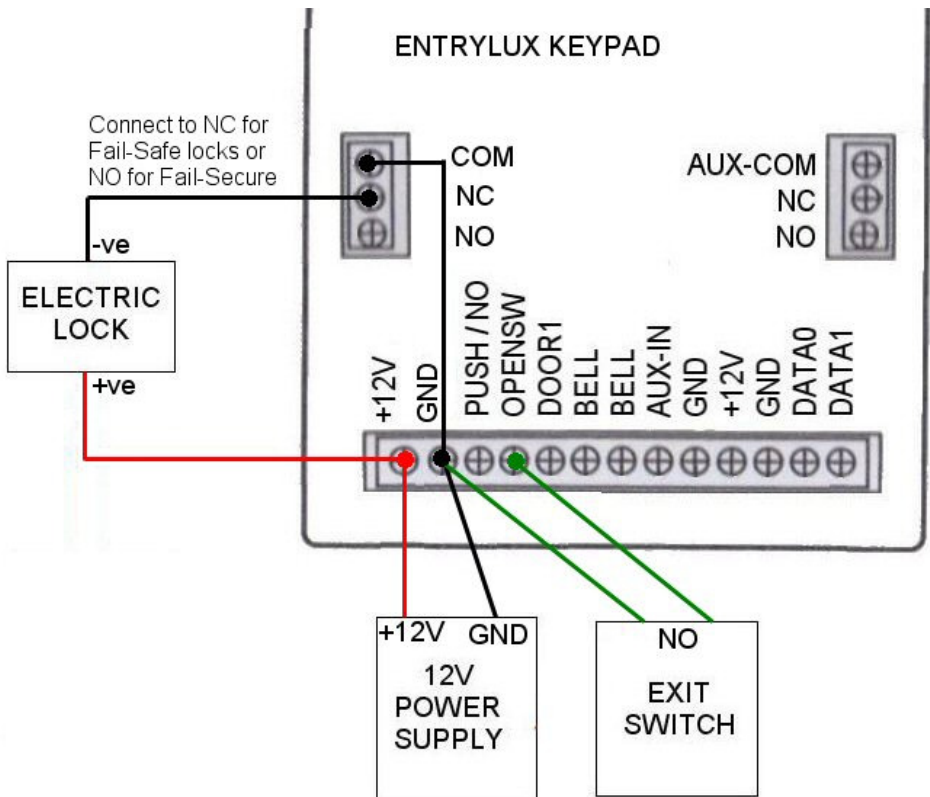 ENTRYLUX KEYPAD
Connect to NC for
Fail-Safe locks or
NO for Fail-Secure
COM
NC
NO
AUX-COM
NC
NO
-ve
ELECTRIC
LOCK
+ve
+12V
GND
PUSH / NO
OPENSW
DOOR1
BELL
BELL
AUX-IN
GND
+12V
GND
DATA0
DATA1
+12V GND
12V
POWER
SUPPLY
NO
EXIT
SWITCH